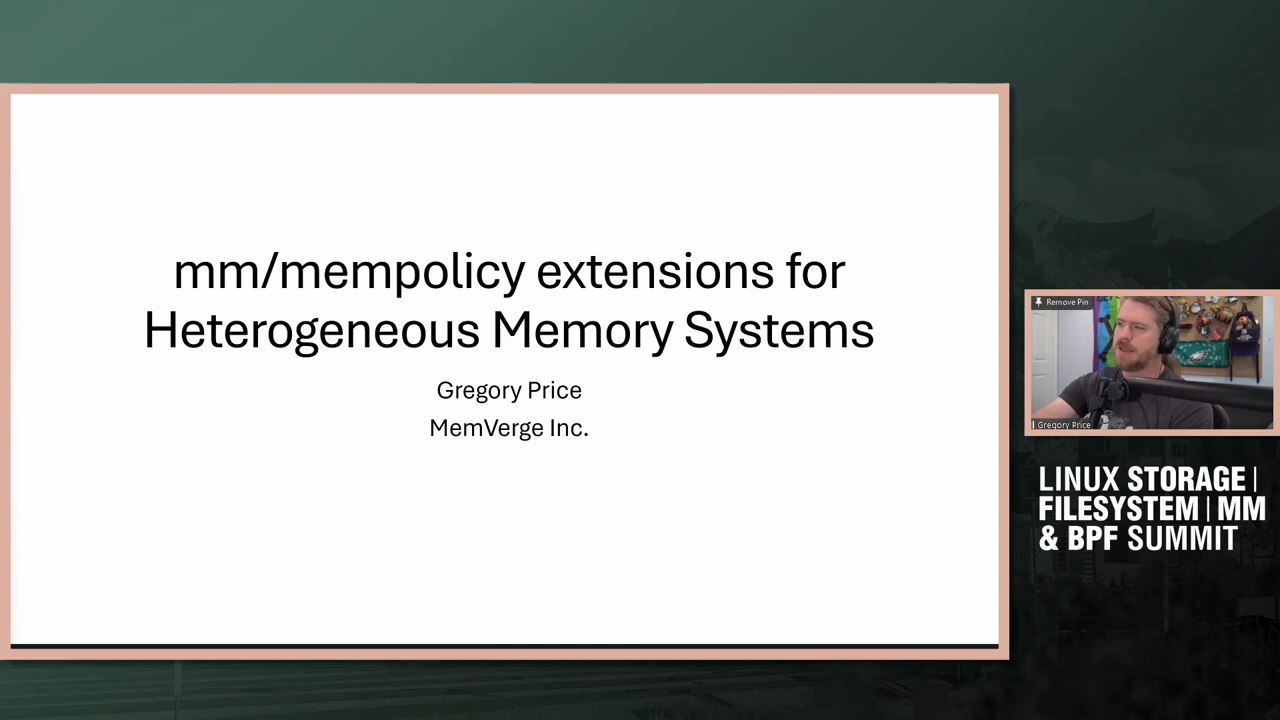 mm/mempolicy extensions for
Heterogeneous Memory Systems
Gregory Price
MemVerge Inc.
Remove Pin
Gregory Price
LINUX STORAGE |
FILESYSTEM | MM
& BPF SUMMIT